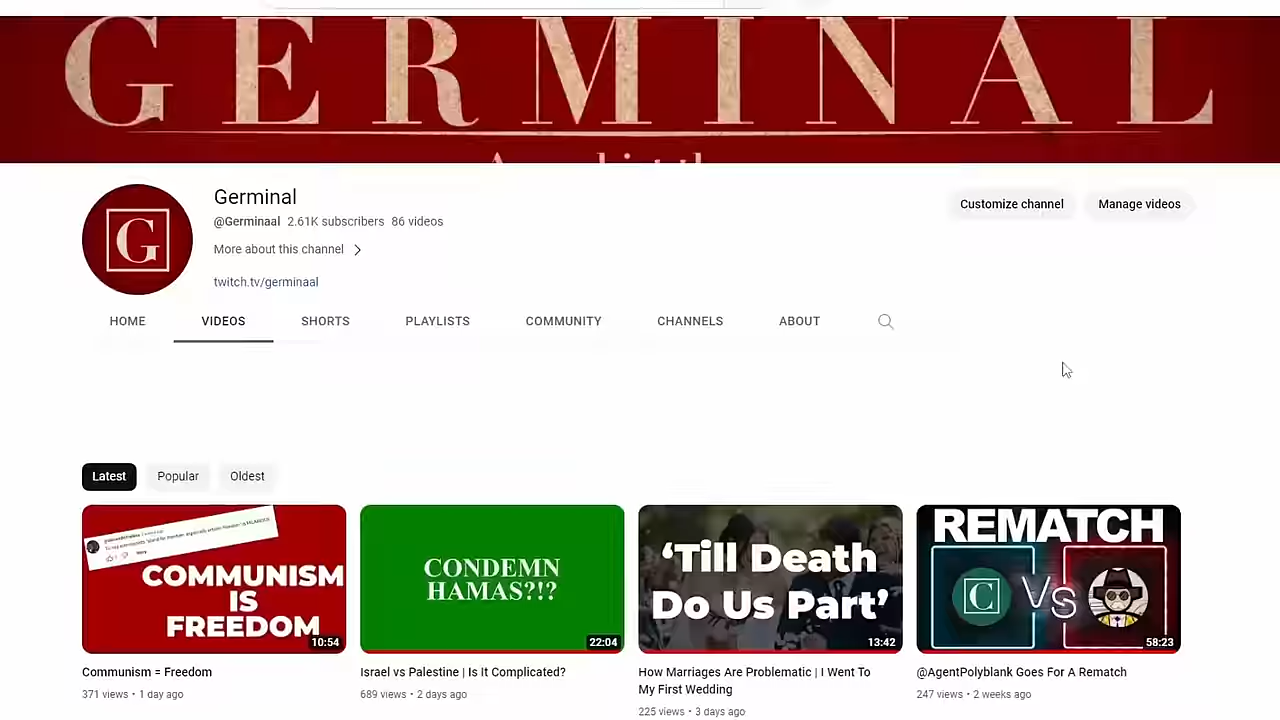 GERMINAL
G
Germinal
@Germinaal 2.61K subscribers 86 videos
More about this channel
twitch.tv/germinaal
Customize channel
Manage videos
HOME VIDEOS SHORTS PLAYLISTS COMMUNITY CHANNELS ABOUT
Latest Popular Oldest
COMMUNISM
IS
FREEDOM
10:54
Communism = Freedom
371 views • 1 day ago
CONDEMN
HAMAS?!?
22:04
Israel vs Palestine | Is It Complicated?
689 views • 2 days ago
‘Till Death
Do Us Part’
13:42
How Marriages Are Problematic | I Went To
My First Wedding
225 views • 3 days ago
REMATCH
C Vs
58:23
@AgentPolyblank Goes For A Rematch
247 views • 2 weeks ago